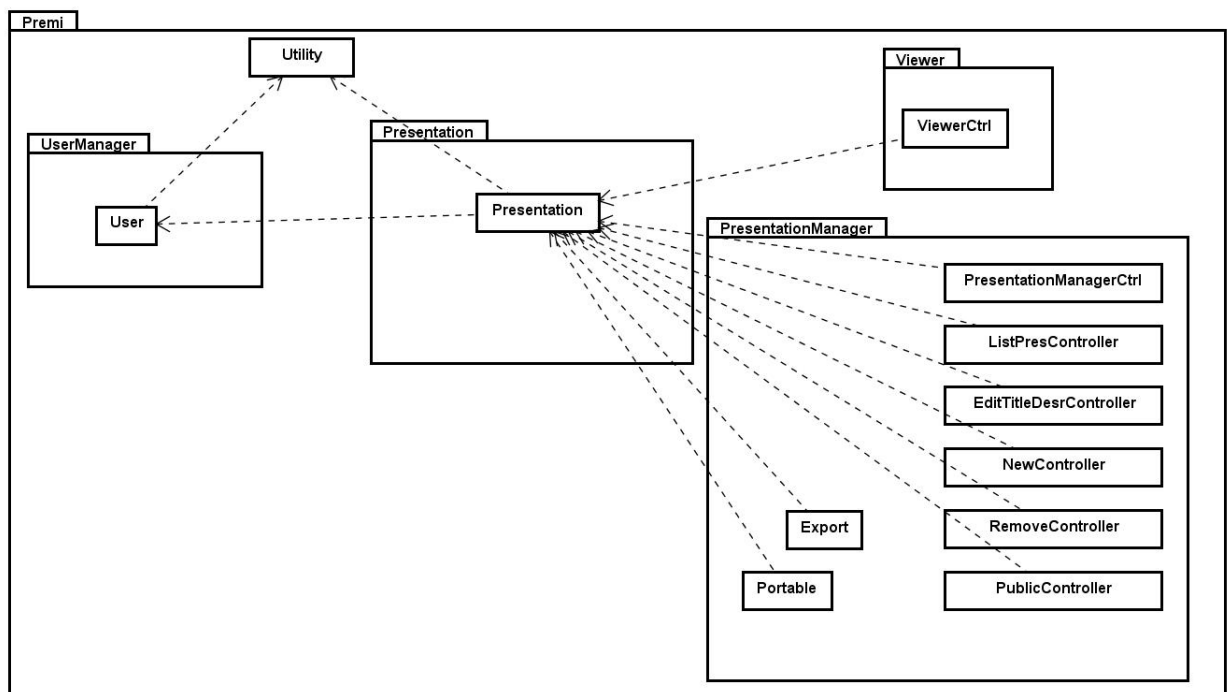 Premi
Utility
Viewer
ViewerCtrl
UserManager
Presentation
User
Presentation
PresentationManager
PresentationManagerCtrl
ListPresController
EditTitleDesrController
NewController
Export
RemoveController
Portable
PublicController